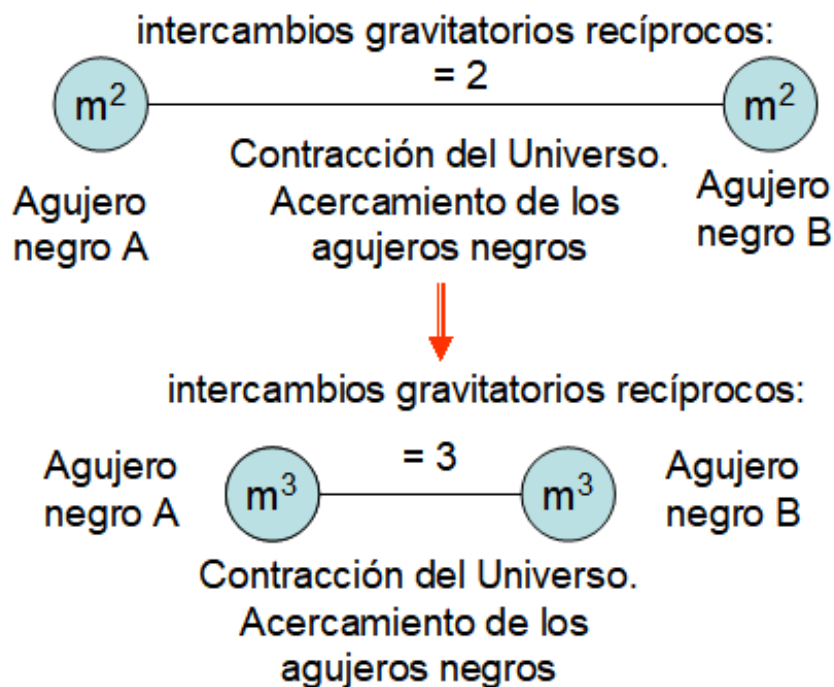 intercambios gravitatorios recíprocos:
= 2
m²
m²
Agujero
negro A
Contracción del Universo.
Acercamiento de los
agujeros negros
Agujero
negro B
intercambios gravitatorios recíprocos:
= 3
Agujero
negro A
m³
m³
Agujero
negro B
Contracción del Universo.
Acercamiento de los
agujeros negros